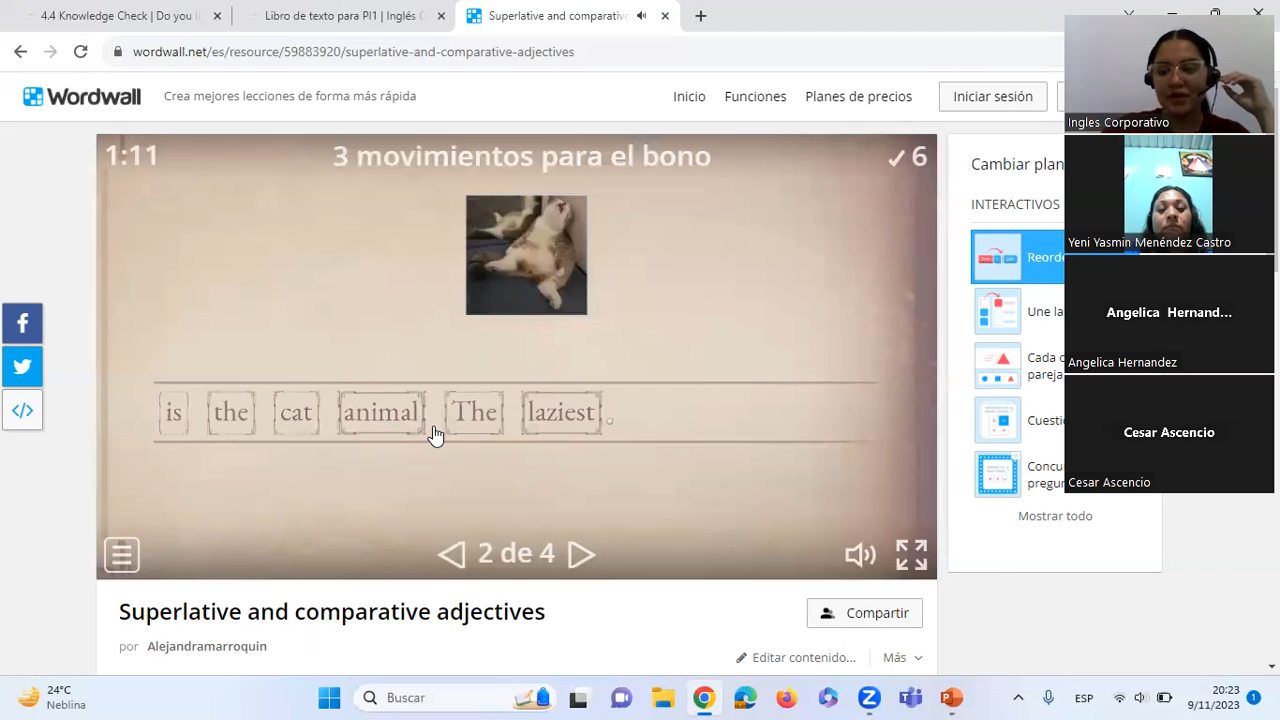 4.4 Knowledge Check | Do you
Libro de texto para PI1 | Inglés
Superlative and comparative
wordwall.net/es/resource/59883920/superlative-and-comparative-adjectives
Wordwall
Crea mejores lecciones de forma más rápida
Inicio
Funciones
Planes de precios
Iniciar sesión
1:11
3 movimientos para el bono
6
is the cat animal The laziest.
2 de 4
Cambiar plan
INTERACTIVOS
Reorde
Une la
Cada o
pareja
Cuesti
Concu
pregun
Mostrar todo
Ingles Corporativo
Yeni Yasmin Menéndez Castro
Angelica Hernand...
Angelica Hernandez
Cesar Ascencio
Cesar Ascencio
Superlative and comparative adjectives
Compartir
por Alejandramarroquin
Editar contenido...
Más
24°C
Neblina
Buscar
ESP
20:23
9/11/2023
1